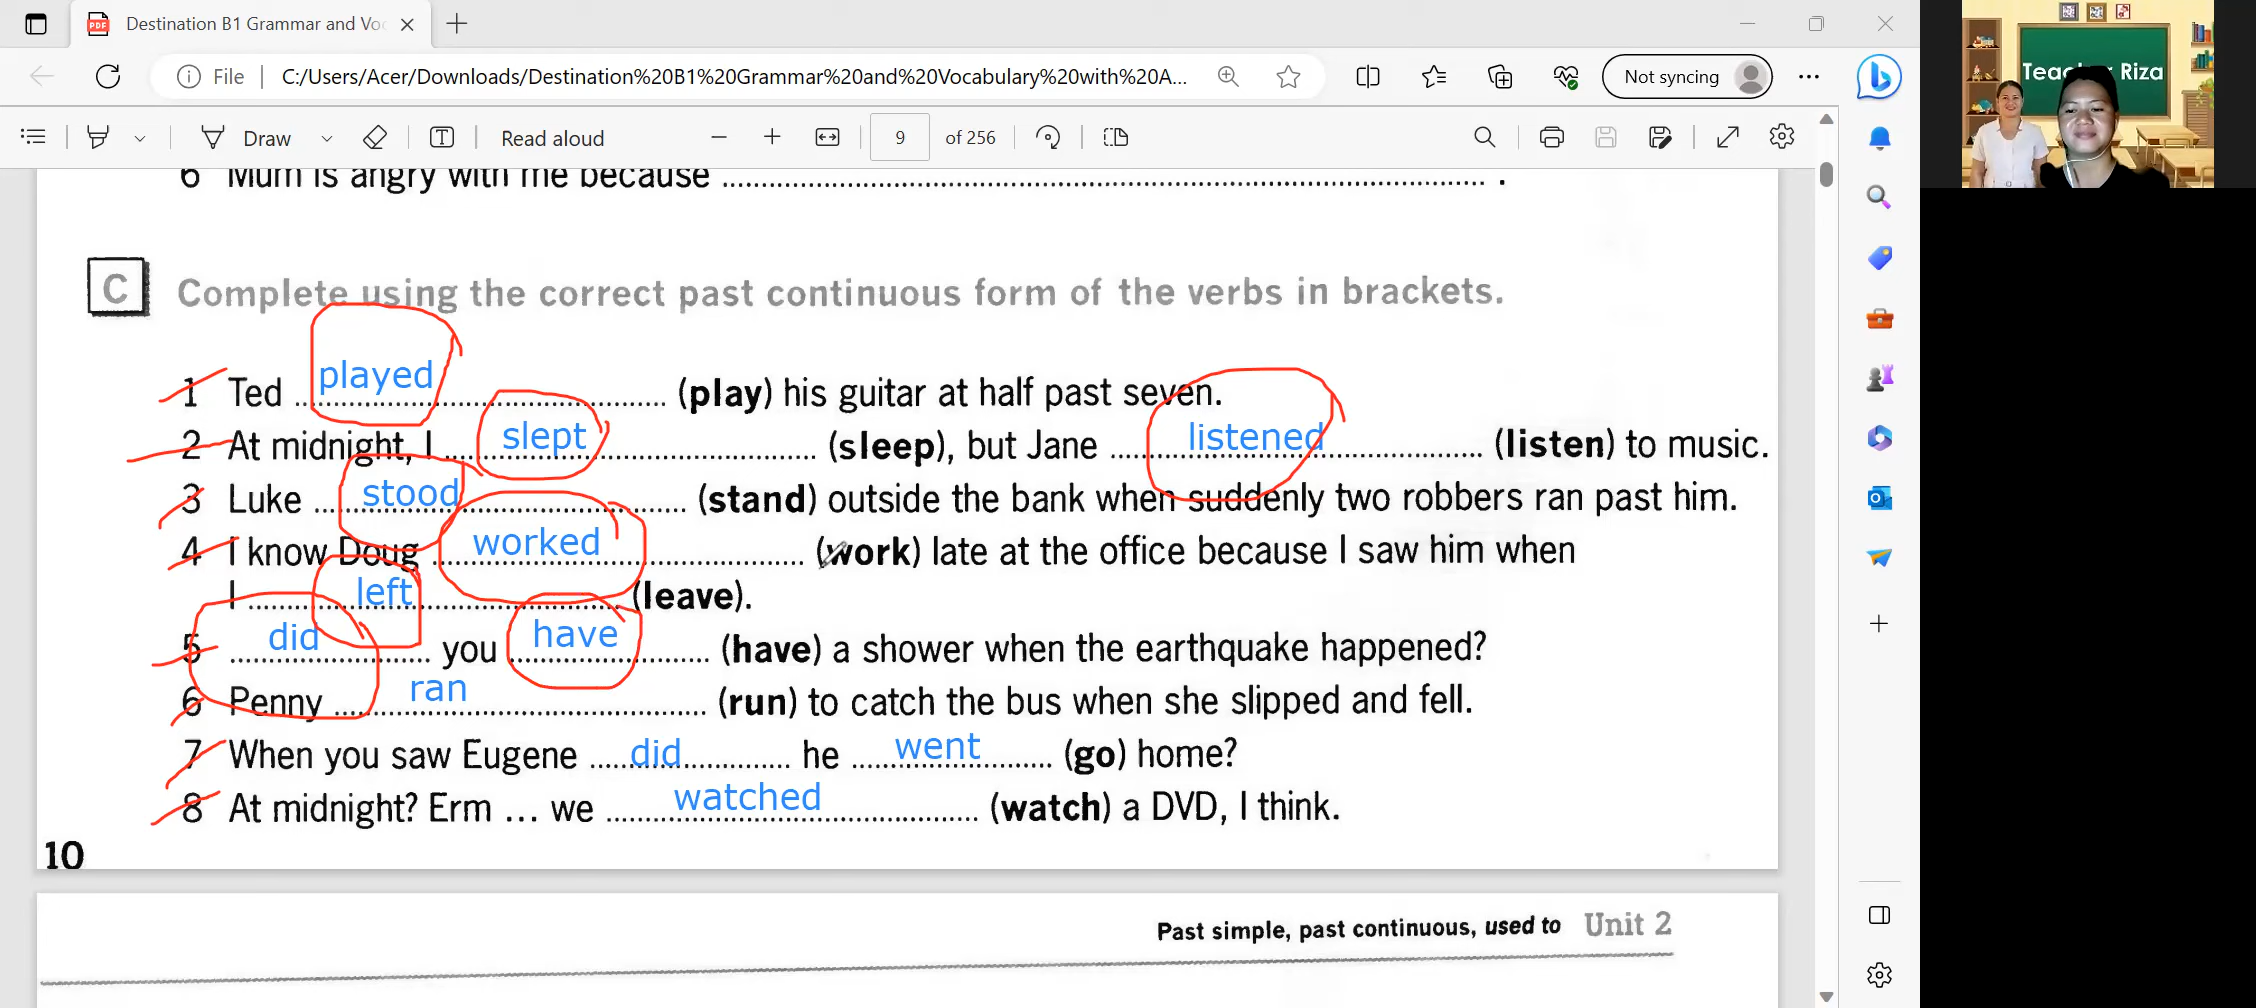 Destination B1 Grammar and Voc
File
C:/Users/Acer/Downloads/Destination%20B1%20Grammar%20and%20Vocabulary%20with%20A...
Not syncing
Teacher Riza
Draw
Read aloud
9 of 256
6 Mum is angry with me because ........................ .
C Complete using the correct past continuous form of the verbs in brackets.
1 Ted played (play) his guitar at half past seven.
2 At midnight, I slept (sleep), but Jane listened (listen) to music.
3 Luke stood (stand) outside the bank when suddenly two robbers ran past him.
4 I know Doug worked (work) late at the office because I saw him when
I left (leave).
5 did you have (have) a shower when the earthquake happened?
6 Penny ran (run) to catch the bus when she slipped and fell.
7 When you saw Eugene did he went (go) home?
8 At midnight? Erm ... we watched (watch) a DVD, I think.
10
Past simple, past continuous, used to Unit 2